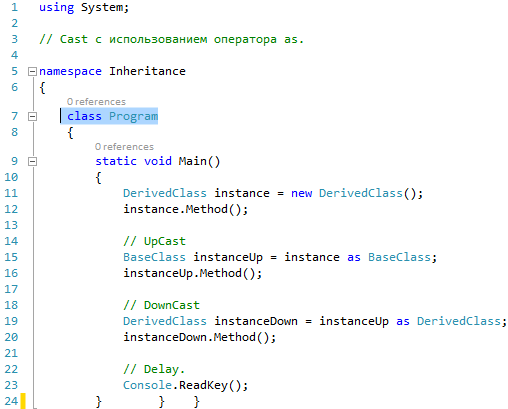 1 using System;
2
3 // Cast с использованием оператора as.
4
5 namespace Inheritance
6 {
0 references
7 class Program
8 {
0 references
9 static void Main()
10 {
11 DerivedClass instance = new DerivedClass();
12 instance.Method();
13
14 // UpCast
15 BaseClass instanceUp = instance as BaseClass;
16 instanceUp.Method();
17
18 // DownCast
19 DerivedClass instanceDown = instanceUp as DerivedClass;
20 instanceDown.Method();
21
22 // Delay.
23 Console.ReadKey();
24 } } }